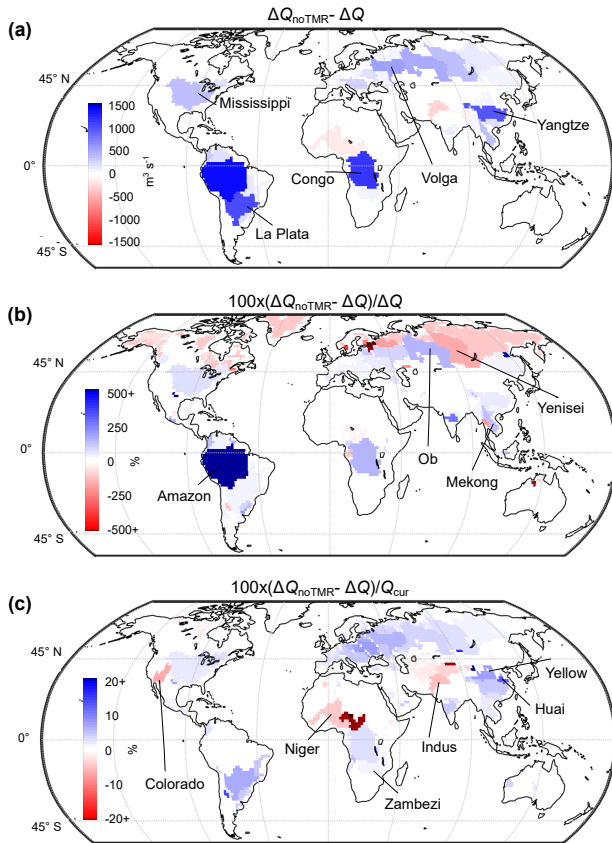 (a)
ΔQnoTMR- ΔQ
45° N
Mississippi
Yangtze
1500
1000
500
0
-500
-1000
-1500
m³ s⁻¹
0°
Congo
Volga
La Plata
45° S
(b)
100x(ΔQnoTMR- ΔQ)/ΔQ
45° N
500+
250
0
-250
-500+
%
Yenisei
0°
Ob
Mekong
Amazon
45° S
(c)
100x(ΔQnoTMR- ΔQ)/Qcur
45° N
20+
10
0
-10
-20+
%
Yellow
Huai
0°
Niger
Indus
Colorado
Zambezi
45° S